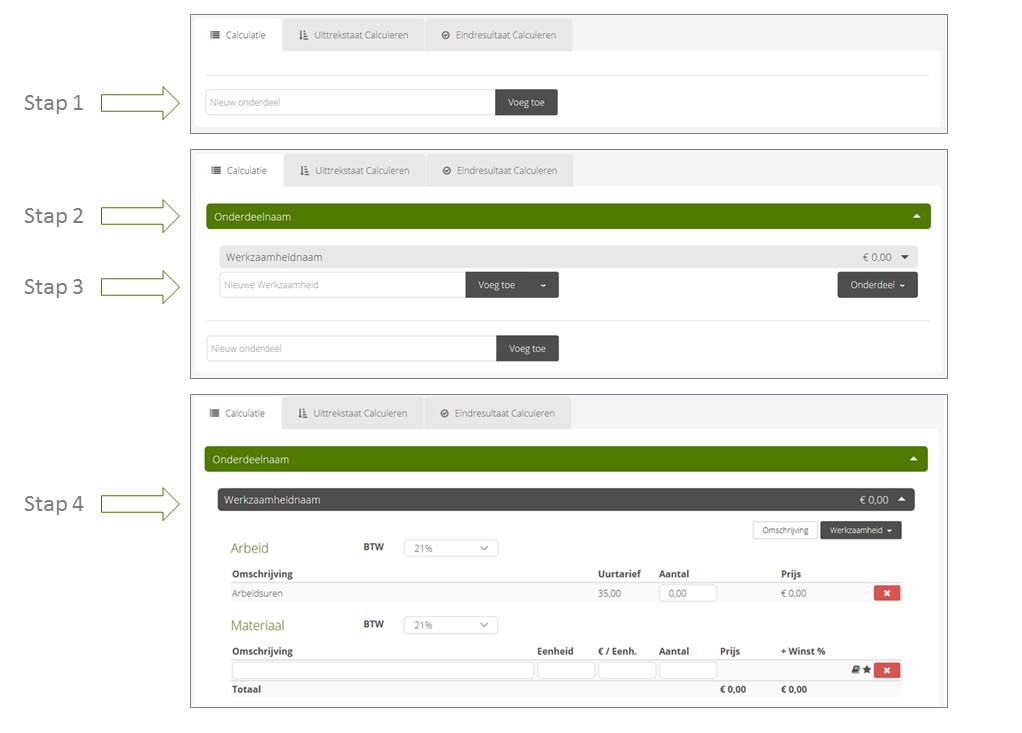 Calculatie Uittrekstaat Calculeren Eindresultaat Calculeren
Stap 1
Nieuw onderdeel Voeg toe
Calculatie Uittrekstaat Calculeren Eindresultaat Calculeren
Stap 2
Onderdeelnaam
Werkzaamheidnaam € 0,00
Stap 3
Nieuwe Werkzaamheid Voeg toe Onderdeel
Nieuw onderdeel Voeg toe
Calculatie Uittrekstaat Calculeren Eindresultaat Calculeren
Onderdeelnaam
Stap 4
Werkzaamheidnaam € 0,00
Omschrijving Werkzaamheid
Arbeid BTW 21%
Omschrijving Uurtarief Aantal Prijs
Arbeidsuren 35,00 0,00 € 0,00
Materiaal BTW 21%
Omschrijving Eenheid € / Eenh. Aantal Prijs + Winst %
Totaal € 0,00 € 0,00